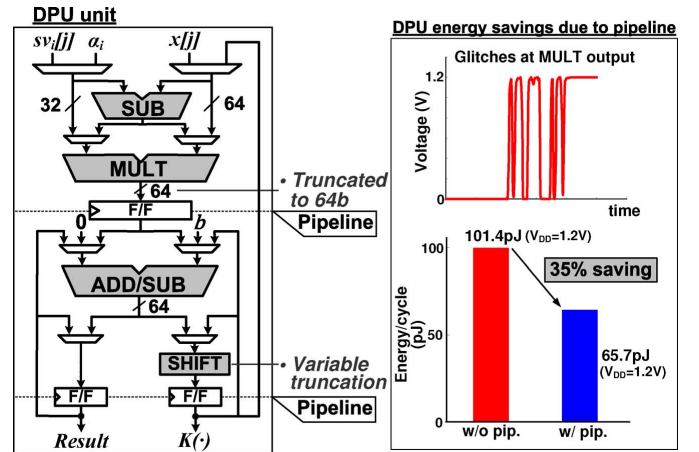 DPU unit
svᵢ[j] αᵢ x[j]
32 64
SUB
MULT
64
• Truncated
to 64b
F/F
Pipeline
0 b
ADD/SUB
64
SHIFT
• Variable
truncation
F/F F/F
Pipeline
Result K(·)
DPU energy savings due to pipeline
Glitches at MULT output
1.2
Voltage (V)
0
time
101.4pJ (VDD=1.2V)
100
35% saving
Energy/cycle
(pJ)
50
65.7pJ
(VDD=1.2V)
0
w/o pip. w/ pip.